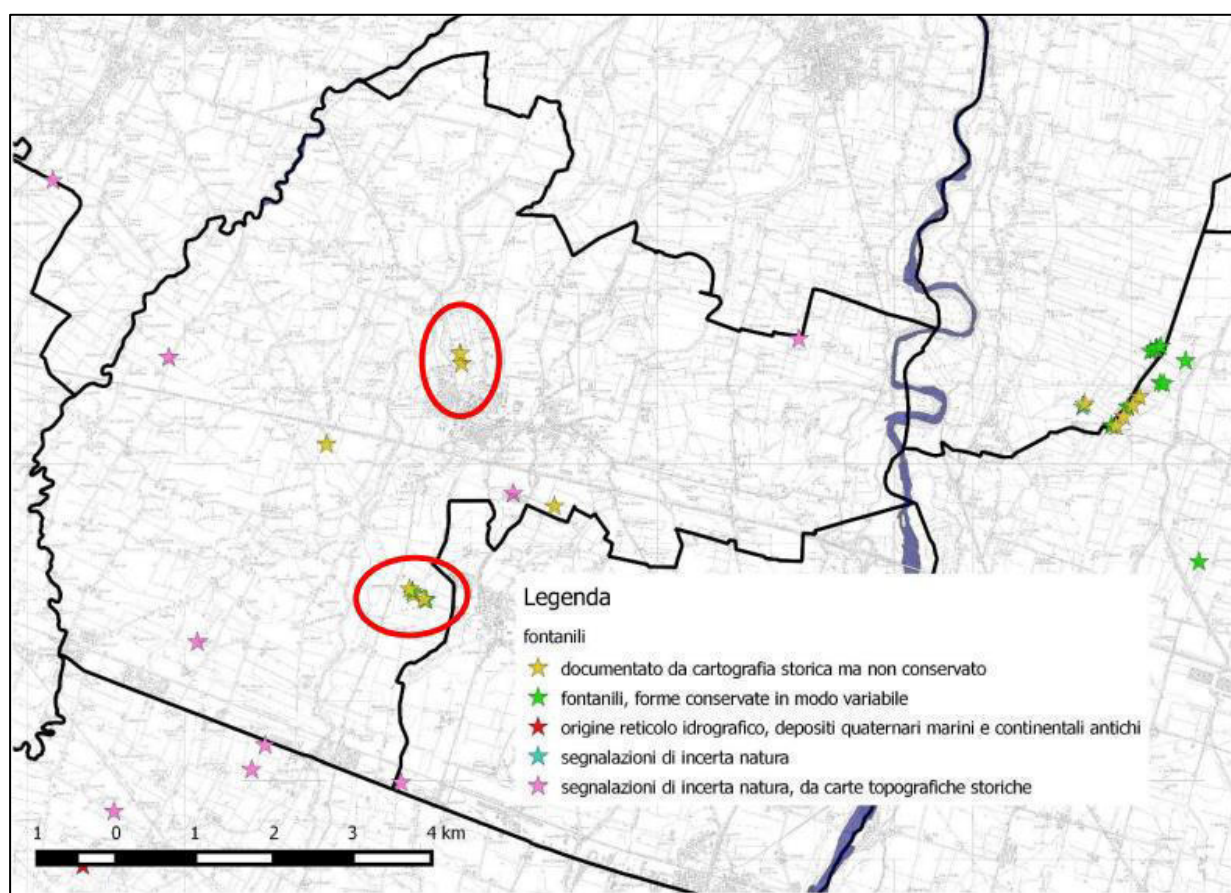 Legenda
fontanili
documentato da cartografia storica ma non conservato
fontanili, forme conservate in modo variabile
origine reticolo idrografico, depositi quaternari marini e continentali antichi
segnalazioni di incerta natura
segnalazioni di incerta natura, da carte topografiche storiche
1 0 1 2 3 4 km